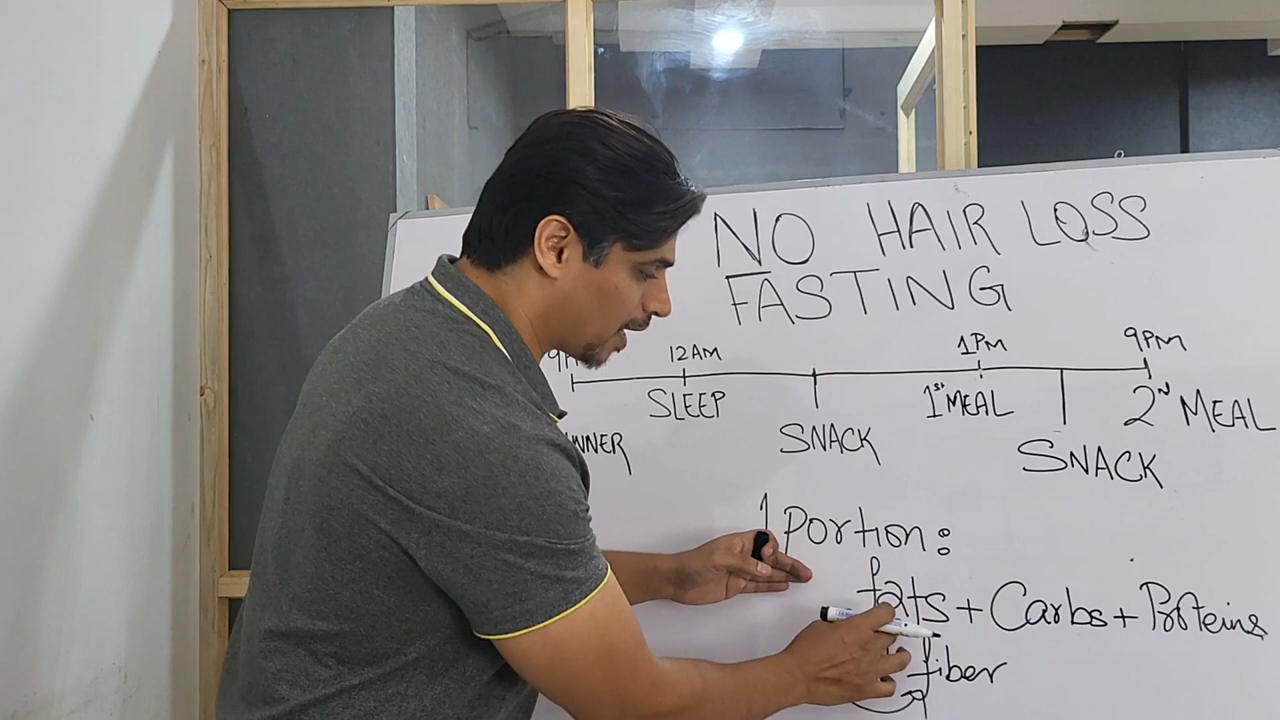 NO HAIR LOSS
FASTING
12AM 1PM 9PM
SLEEP 1st MEAL 2N MEAL
SNACK SNACK
1 Portion:
fats + Carbs + Proteins
fiber